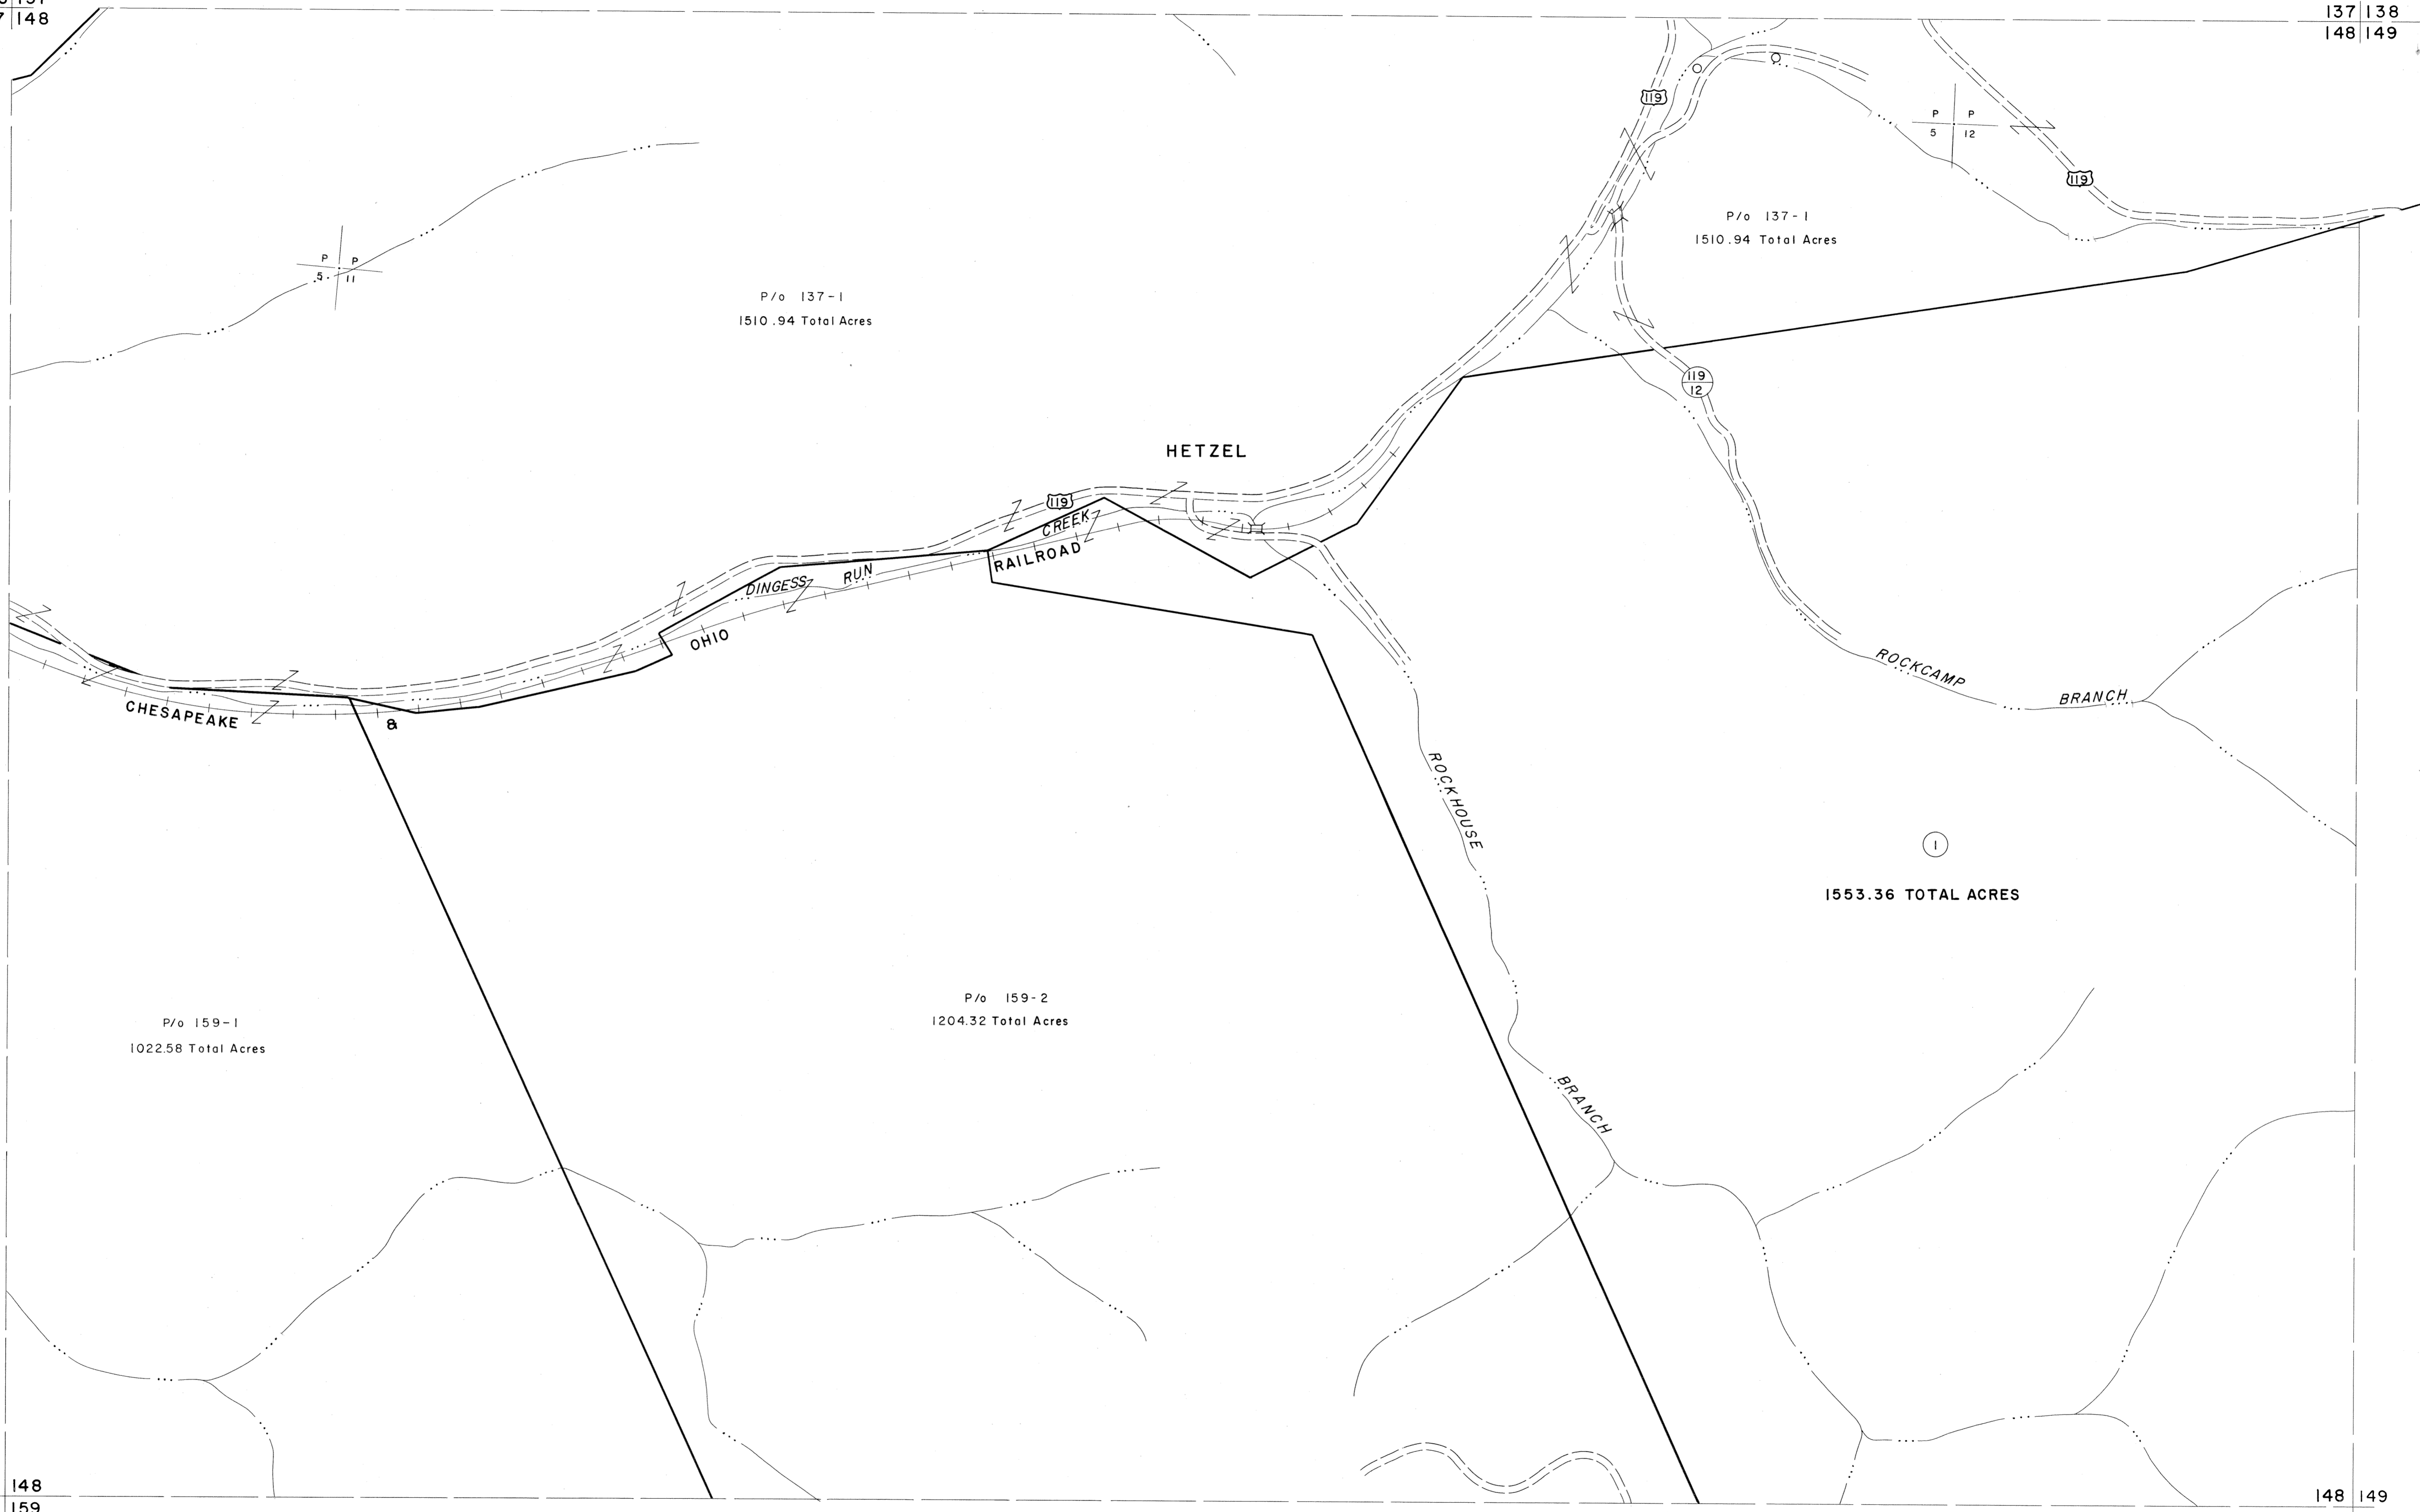 148
137 138
148 149
119
P P
5 12
119
P/o 137-1
1510.94 Total Acres
P P
5 11
P/o 137-1
1510.94 Total Acres
119
12
HETZEL
119
CREEK
RAILROAD
DINGESS RUN
OHIO
ROCKCAMP BRANCH
CHESAPEAKE &
ROCKHOUSE
1
1553.36 TOTAL ACRES
P/o 159-2
1204.32 Total Acres
P/o 159-1
1022.58 Total Acres
BRANCH
148
159
148 149